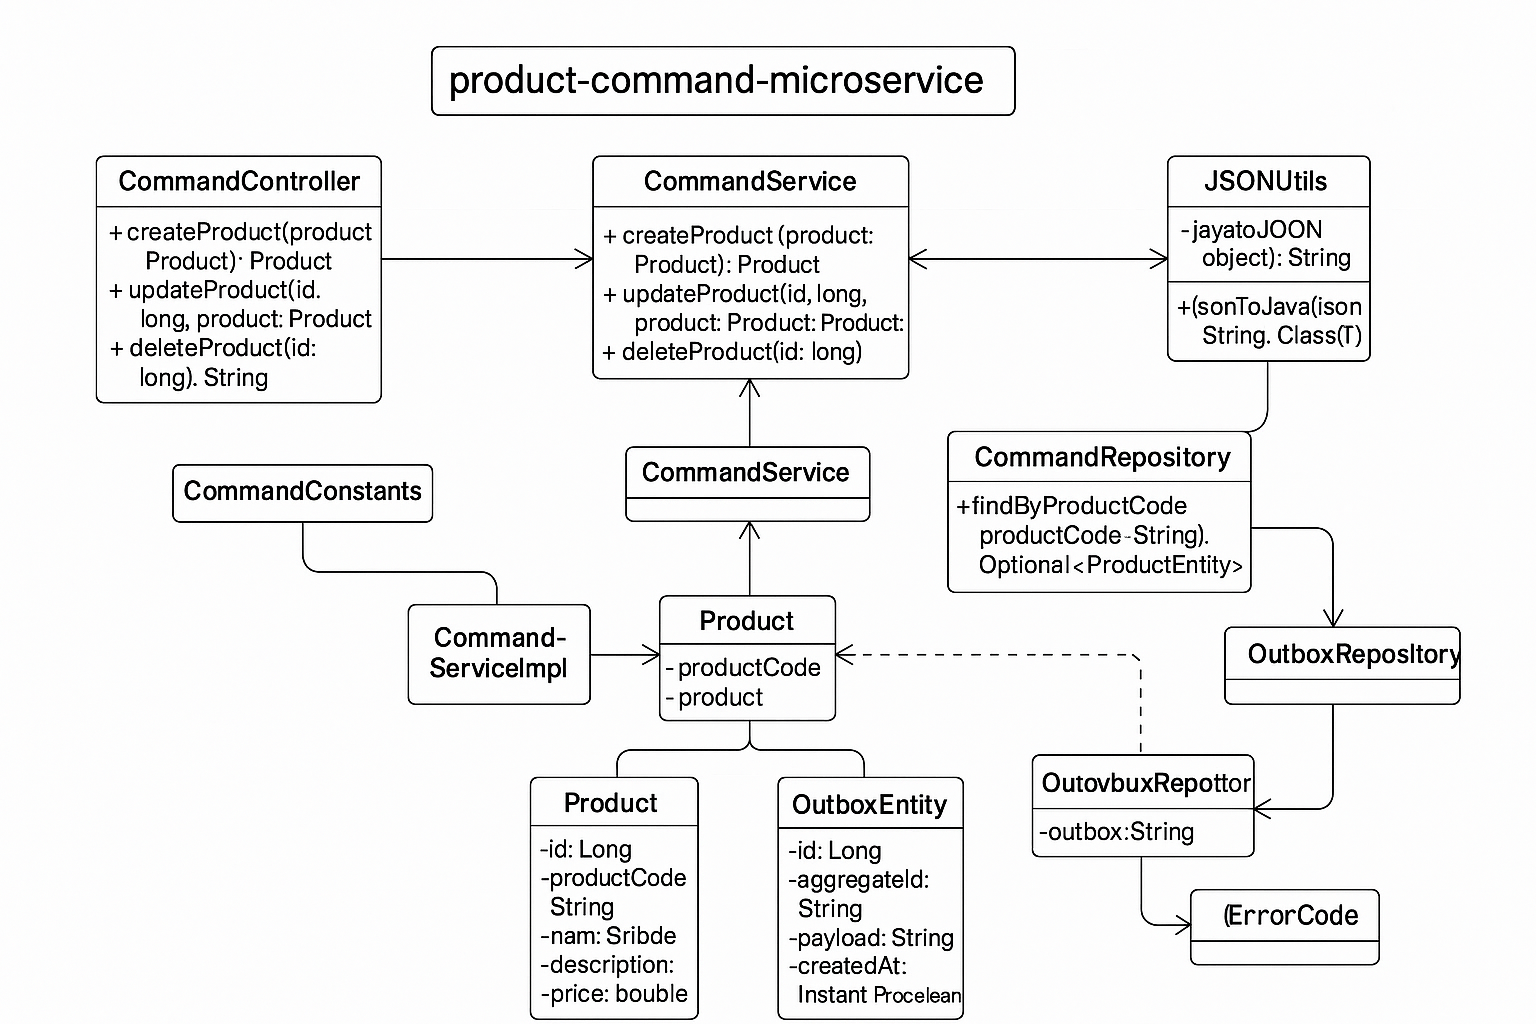 product-command-microservice
CommandController
+ createProduct(product
Product)· Product
+ updateProduct(id.
long, product: Product
+ deleteProduct(id:
long). String
CommandService
+ createProduct (product:
Product): Product
+ updateProduct(id, long,
product: Product: Product:
+ deleteProduct(id: long)
JSONUtils
-jayatoJOON
object): String
+(sonToJava(ison
String. Class(T)
CommandService
CommandRepository
+findByProductCode
productCode-String).
Optional<ProductEntity>
CommandConstants
Command-
ServiceImpl
Product
- productCode
- product
OutboxReposItory
OutovbuxRepottor
-outbox:String
Product
-id: Long
-productCode
String
-nam: Sribde
-description:
-price: bouble
OutboxEntity
-id: Long
-aggregateld:
String
-payload: String
-createdAt:
Instant Procelean
(ErrorCode